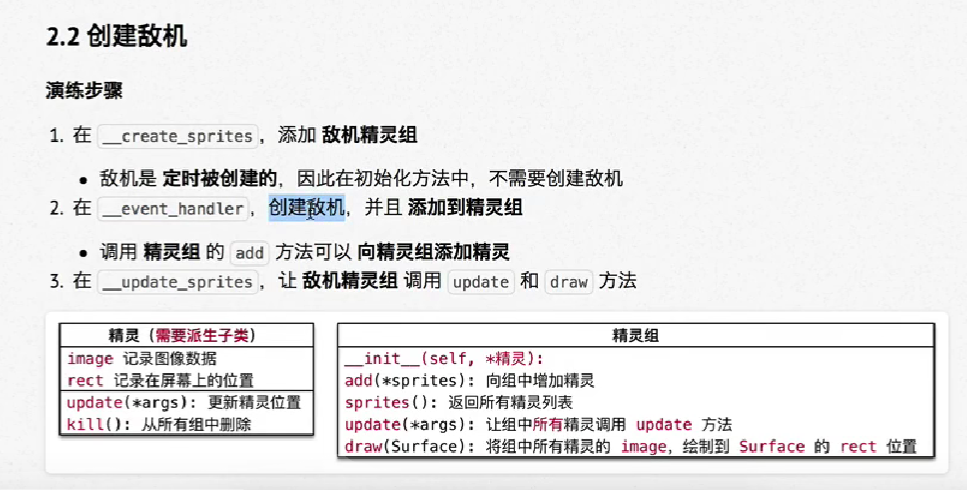 2.2 创建敌机
演练步骤
1. 在 __create_sprites，添加 敌机精灵组
• 敌机是 定时被创建的，因此在初始化方法中，不需要创建敌机
2. 在 __event_handler，创建敌机，并且 添加到精灵组
• 调用 精灵组 的 add 方法可以 向精灵组添加精灵
3. 在 __update_sprites，让 敌机精灵组 调用 update 和 draw 方法
精灵（需要派生子类）
image 记录图像数据
rect 记录在屏幕上的位置
update(*args): 更新精灵位置
kill(): 从所有组中删除
精灵组
__init__(self, *精灵):
add(*sprites): 向组中增加精灵
sprites(): 返回所有精灵列表
update(*args): 让组中所有精灵调用 update 方法
draw(Surface): 将组中所有精灵的 image, 绘制到 Surface 的 rect 位置